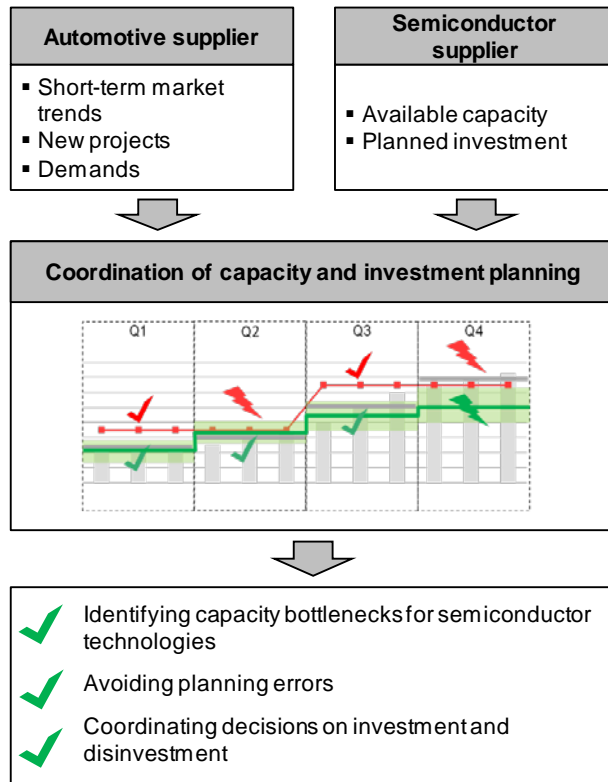 Automotive supplier
▪ Short-term market
trends
▪ New projects
▪ Demands
Semiconductor
supplier
▪ Available capacity
▪ Planned investment
Coordination of capacity and investment planning
Q1
Q2
Q3
Q4
Identifying capacity bottlenecks for semiconductor
technologies
Avoiding planning errors
Coordinating decisions on investment and
disinvestment